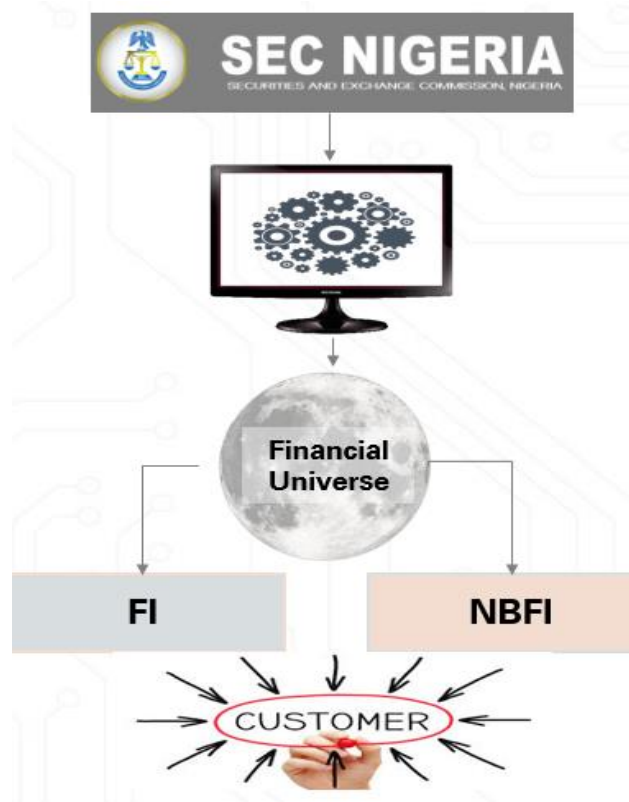 SEC NIGERIA
SECURITIES AND EXCHANGE COMMISSION, NIGERIA
Financial
Universe
FI
NBFI
CUSTOMER